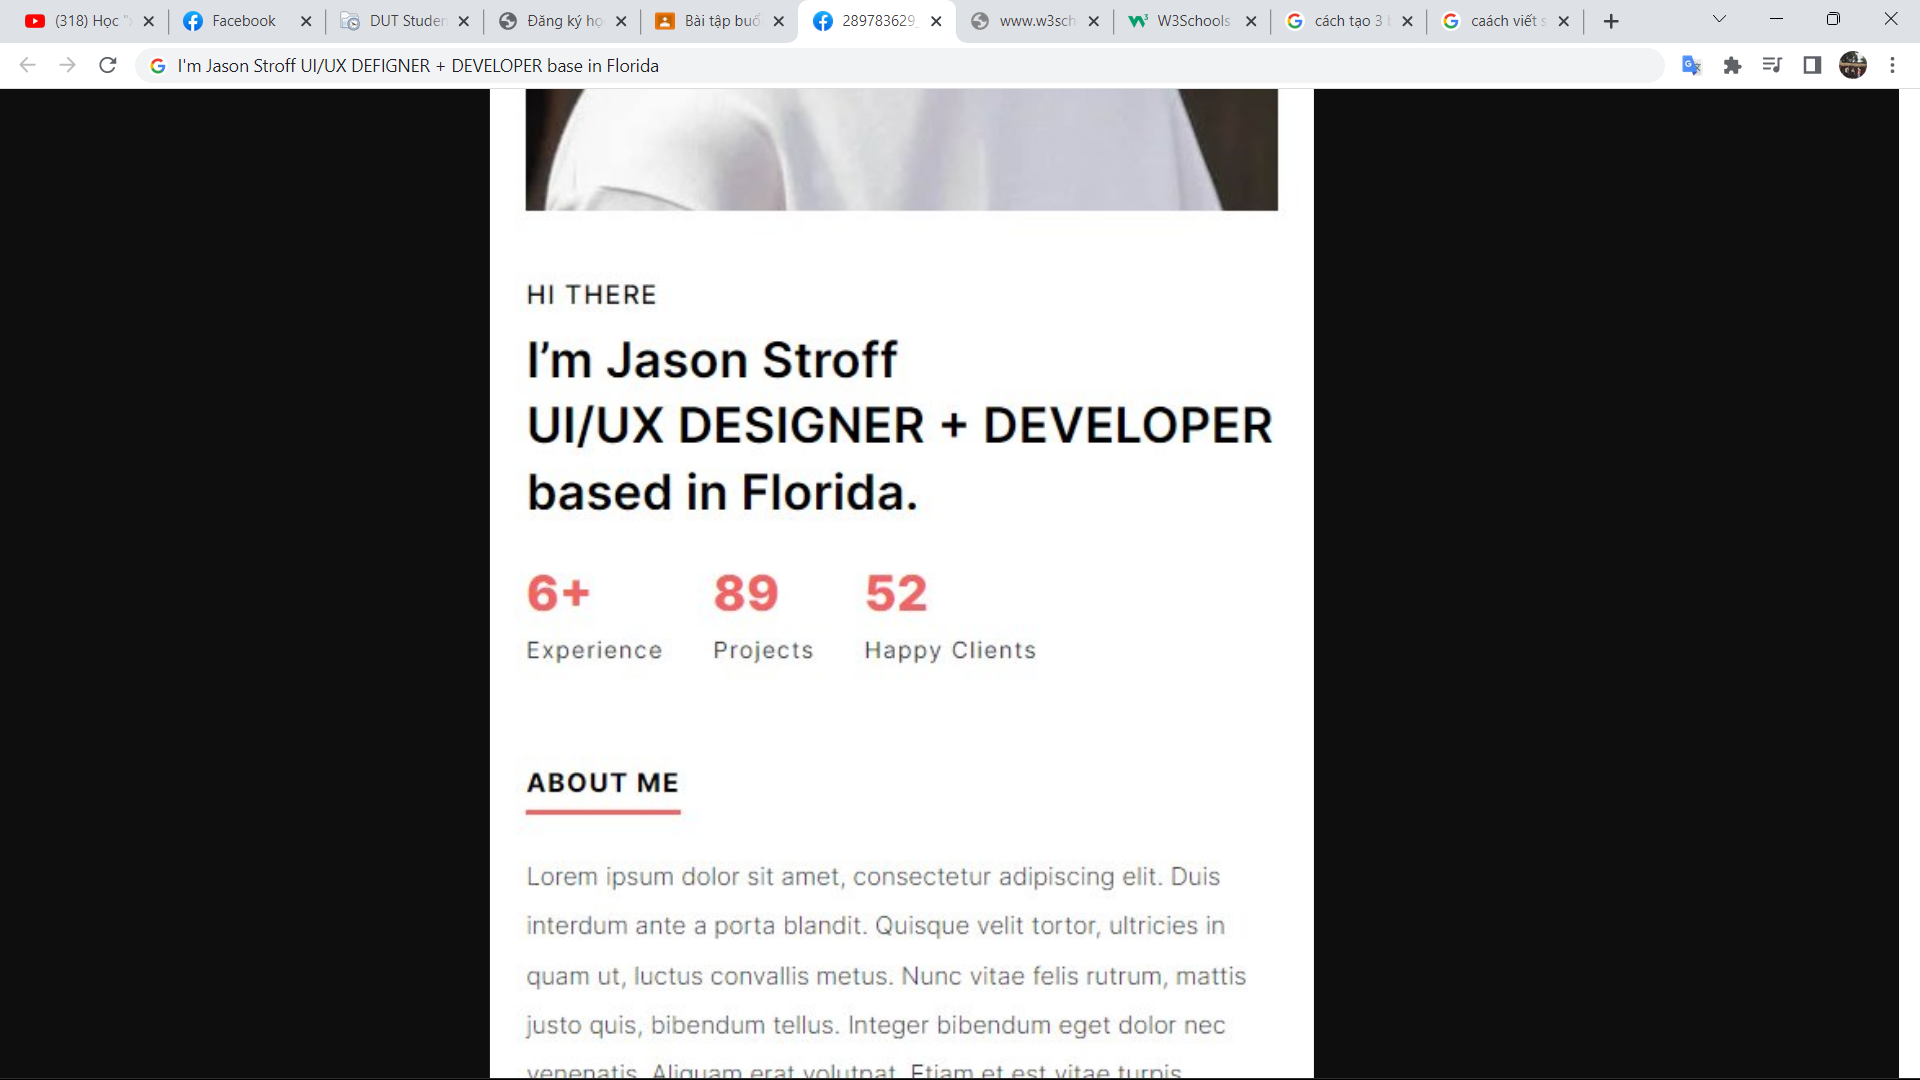 (318) Học "
Facebook
DUT Studen
Đăng ký họ
Bài tập buổ
289783629_
www.w3sch
W3Schools
cách tạo 3 b
caách viết s
I'm Jason Stroff UI/UX DEFIGNER + DEVELOPER base in Florida
HI THERE
I’m Jason Stroff
UI/UX DESIGNER + DEVELOPER
based in Florida.
6+ 89 52
Experience Projects Happy Clients
ABOUT ME
Lorem ipsum dolor sit amet, consectetur adipiscing elit. Duis
interdum ante a porta blandit. Quisque velit tortor, ultricies in
quam ut, luctus convallis metus. Nunc vitae felis rutrum, mattis
justo quis, bibendum tellus. Integer bibendum eget dolor nec
venenatis. Aliquam erat volutpat. Etiam et est vitae turpis